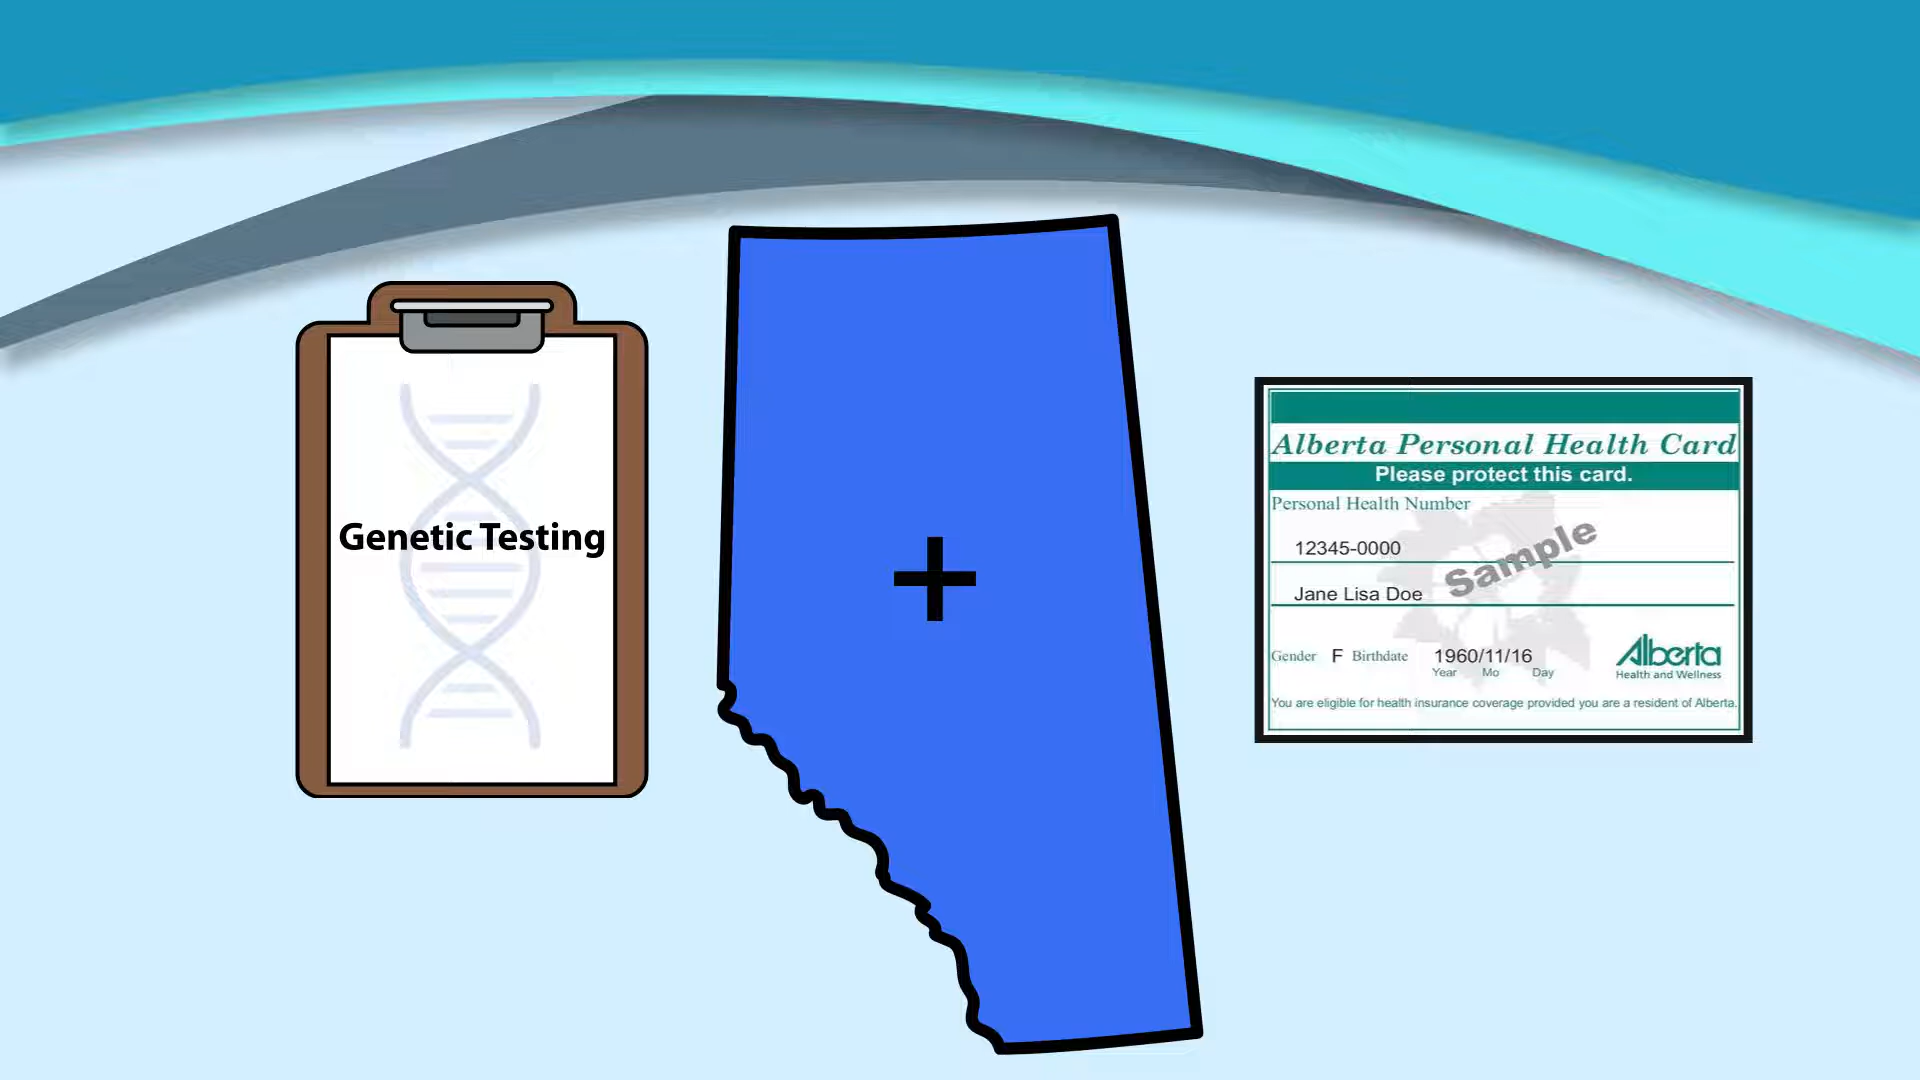 Genetic Testing
+
Alberta Personal Health Card
Please protect this card.
Personal Health Number
12345-0000
Sample
Jane Lisa Doe
Gender F Birthdate 1960/11/16
Year Mo Day
Alberta
Health and Wellness
You are eligible for health insurance coverage provided you are a resident of Alberta.